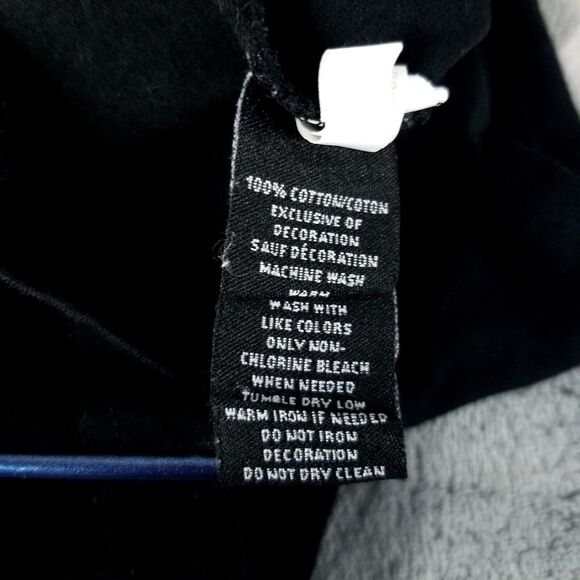 100% COTTON/COTON
EXCLUSIVE OF
DECORATION
SAUF DÉCORATION
MACHINE WASH
WARM
WASH WITH
LIKE COLORS
ONLY NON-
CHLORINE BLEACH
WHEN NEEDED
TUMBLE DRY LOW
WARM IRON IF NEEDED
DO NOT IRON
DECORATION
DO NOT DRY CLEAN